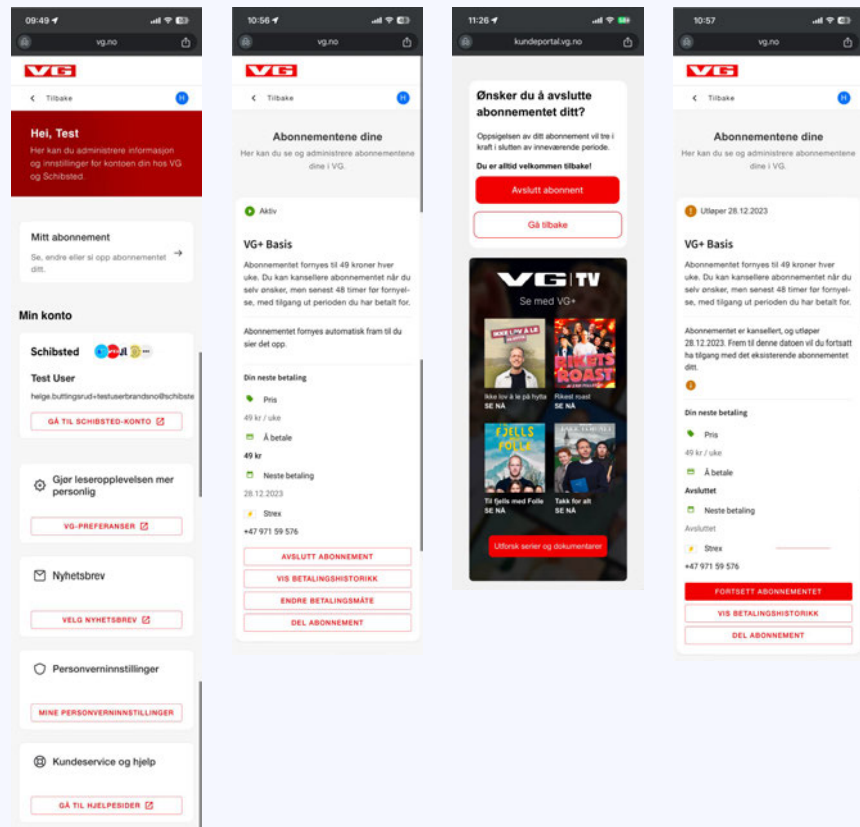 09:49
vg.no
VG
Tilbake
H
Hei, Test
Her kan du administrere informasjon
og innstillinger for kontoen din hos VG
og Schibsted.
Mitt abonnement
Se, endre eller si opp abonnementet
ditt.
Min konto
Schibsted
Test User
helge.buttingsrud+testuserbrandsno@schibste
GÅ TIL SCHIBSTED-KONTO
Gjør leseropplevelsen mer
personlig
VG-PREFERANSER
Nyhetsbrev
VELG NYHETSBREV
Personverninnstillinger
MINE PERSONVERNINNSTILLINGER
Kundeservice og hjelp
GÅ TIL HJELPESIDER
10:56
vg.no
VG
Tilbake
H
Abonnementene dine
Her kan du se og administrere abonnementene
dine i VG.
Aktiv
VG+ Basis
Abonnementet fornyes til 49 kroner hver
uke. Du kan kansellere abonnementet når du
selv ønsker, men senest 48 timer før fornyel-
se, med tilgang ut perioden du har betalt for.
Abonnementet fornyes automatisk fram til du
sier det opp.
Din neste betaling
Pris
49 kr / uke
Å betale
49 kr
Neste betaling
28.12.2023
Strex
+47 971 59 576
AVSLUTT ABONNEMENT
VIS BETALINGSHISTORIKK
ENDRE BETALINGSMÅTE
DEL ABONNEMENT
11:26
kundeportal.vg.no
Ønsker du å avslutte
abonnementet ditt?
Oppsigelsen av ditt abonnement vil tre i
kraft i slutten av inneværende periode.
Du er alltid velkommen tilbake!
Avslutt abonnent
Gå tilbake
VG TV
Se med VG+
IKKE LOV Å LE
RIKETS
ROAST
Ikke lov å le på hytta
SE NÅ
Rikest roast
SE NÅ
FJELLS
FOLLE
TAKK FOR ALT
Til fjells med Folle
SE NÅ
Takk for alt
SE NÅ
Utforsk serier og dokumentarer
10:57
vg.no
VG
Tilbake
H
Abonnementene dine
Her kan du se og administrere abonnementene
dine i VG.
Utløper 28.12.2023
VG+ Basis
Abonnementet fornyes til 49 kroner hver
uke. Du kan kansellere abonnementet når du
selv ønsker, men senest 48 timer før fornyel-
se, med tilgang ut perioden du har betalt for.
Abonnementet er kansellert, og utløper
28.12.2023. Frem til denne datoen vil du fortsatt
ha tilgang med det eksisterende abonnementet
ditt.
Din neste betaling
Pris
49 kr / uke
Å betale
Avsluttet
Neste betaling
Avsluttet
Strex
+47 971 59 576
FORTSETT ABONNEMENTET
VIS BETALINGSHISTORIKK
DEL ABONNEMENT